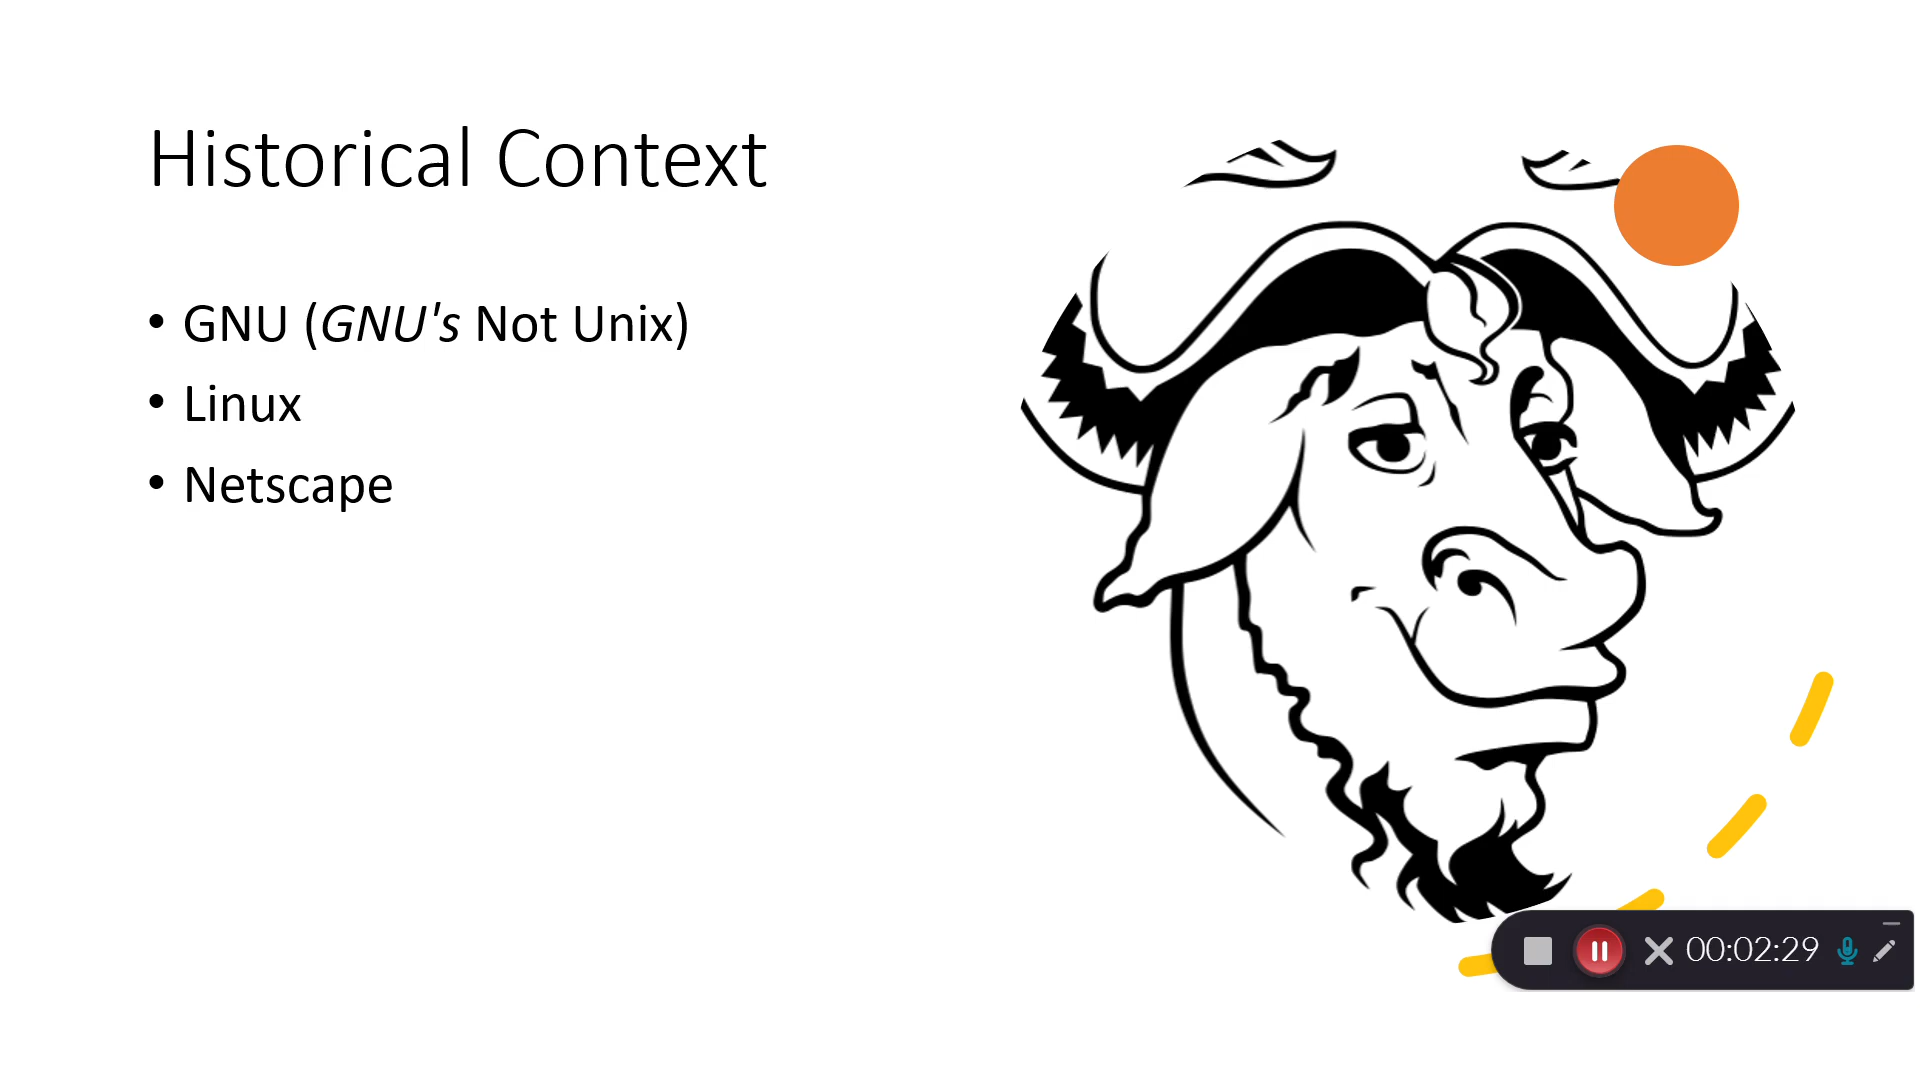 Historical Context
• GNU (GNU's Not Unix)
• Linux
• Netscape
00:02:29